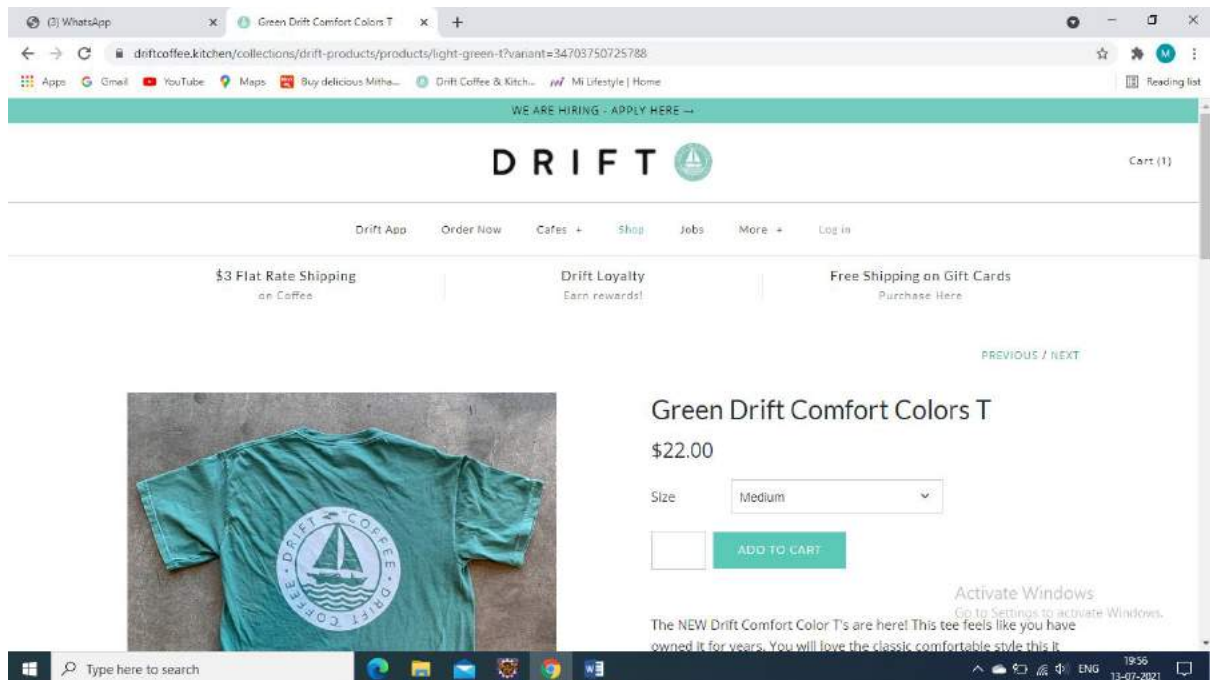 (3) WhatsApp
Green Drift Comfort Colors T
driftcoffee.kitchen/collections/drift-products/products/light-green-t?variant=34703750725788
M
Apps Gmail YouTube Maps Buy delicious Mitha... Drift Coffee & Kitch... Mi Lifestyle | Home Reading list
WE ARE HIRING - APPLY HERE →
DRIFT
Cart (1)
Drift App Order Now Cafes + Shop Jobs More + Log in
$3 Flat Rate Shipping Drift Loyalty Free Shipping on Gift Cards
on Coffee Earn rewards! Purchase Here
PREVIOUS / NEXT
Green Drift Comfort Colors T
$22.00
Size Medium
ADD TO CART
DRIFT COFFEE · DRIFT COFFEE ·
Activate Windows
Go to Settings to activate Windows.
The NEW Drift Comfort Color T's are here! This tee feels like you have
owned it for years. You will love the classic comfortable style this it
Type here to search
ENG
19:56
13-07-2021